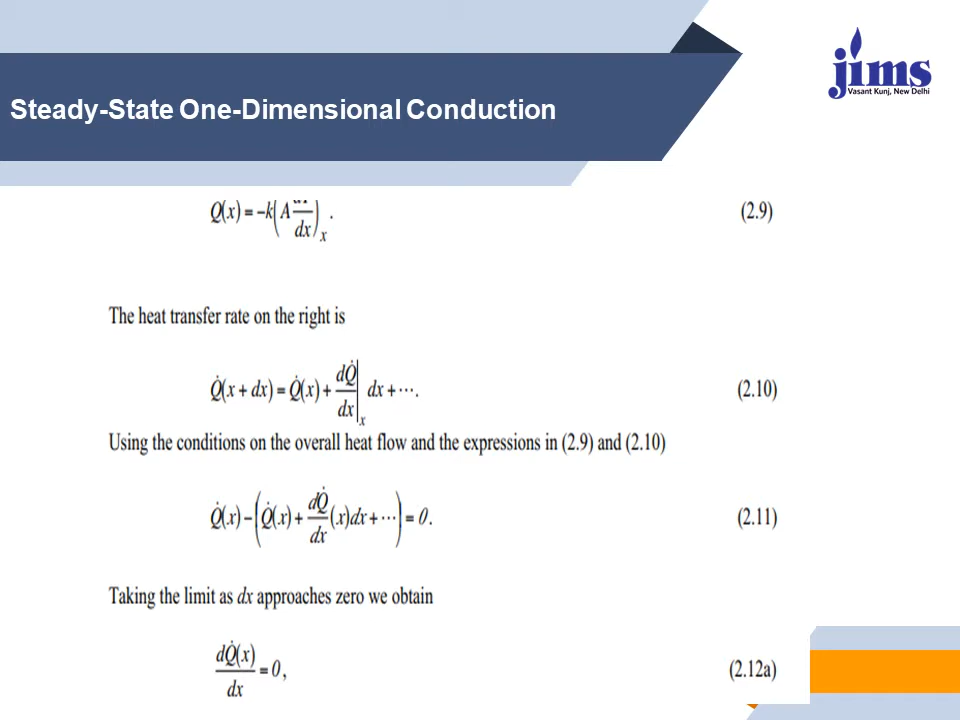 jims
Vasant Kunj, New Delhi
Steady-State One-Dimensional Conduction
Q(x) = –k(A dT/dx)ₓ. (2.9)
The heat transfer rate on the right is
Q̇(x + dx) = Q̇(x) + dQ̇/dx|ₓ dx + ⋯. (2.10)
Using the conditions on the overall heat flow and the expressions in (2.9) and (2.10)
Q̇(x) – (Q̇(x) + dQ̇/dx (x)dx + ⋯) = 0. (2.11)
Taking the limit as dx approaches zero we obtain
dQ̇(x)/dx = 0, (2.12a)